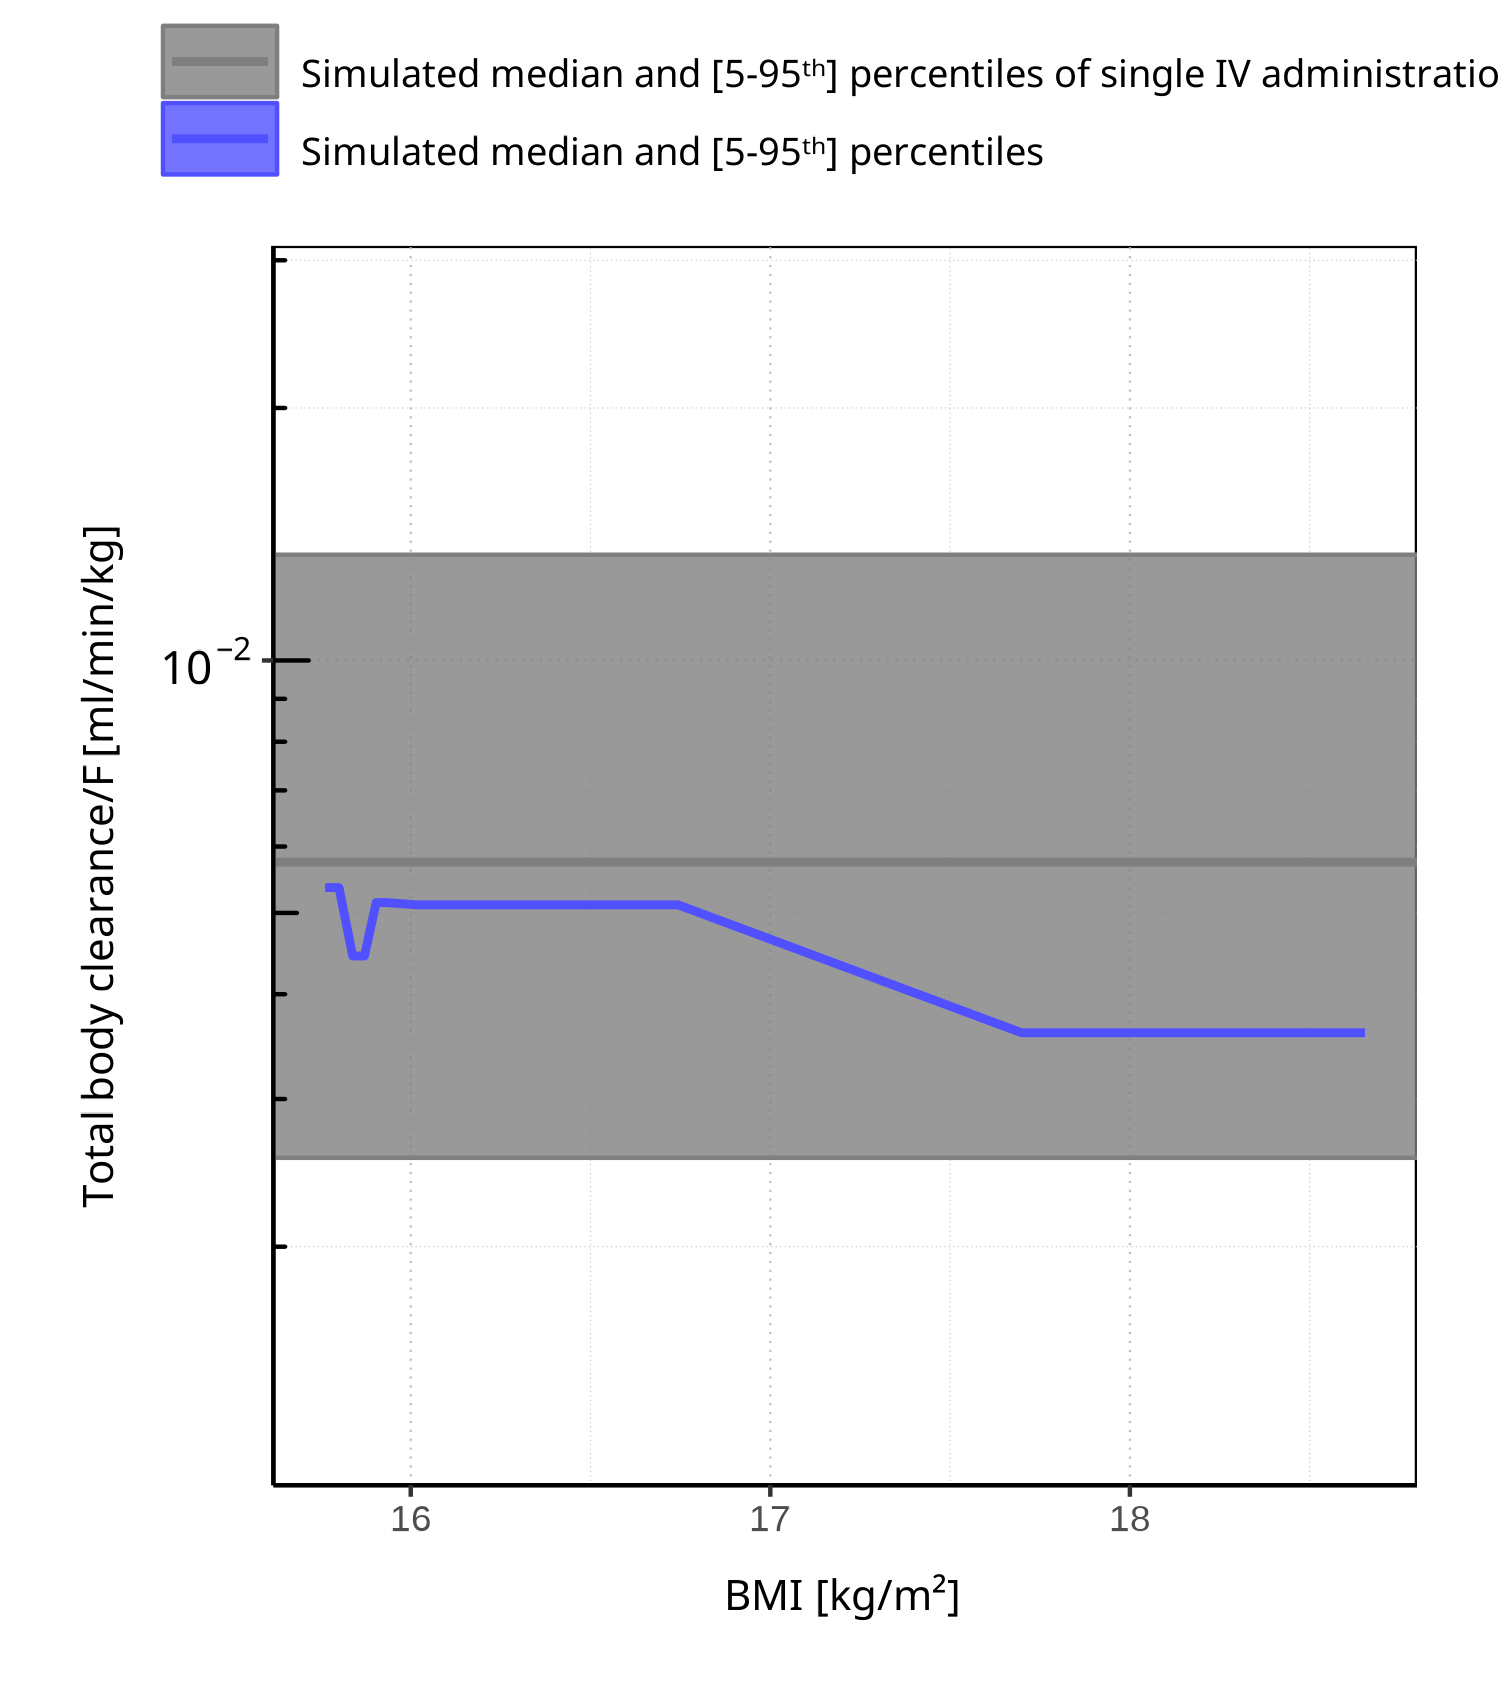 Simulated median and [5-95ᵗʰ] percentiles of single IV administratio
Simulated median and [5-95ᵗʰ] percentiles
Total body clearance/F [ml/min/kg]
10⁻²
16 17 18
BMI [kg/m²]